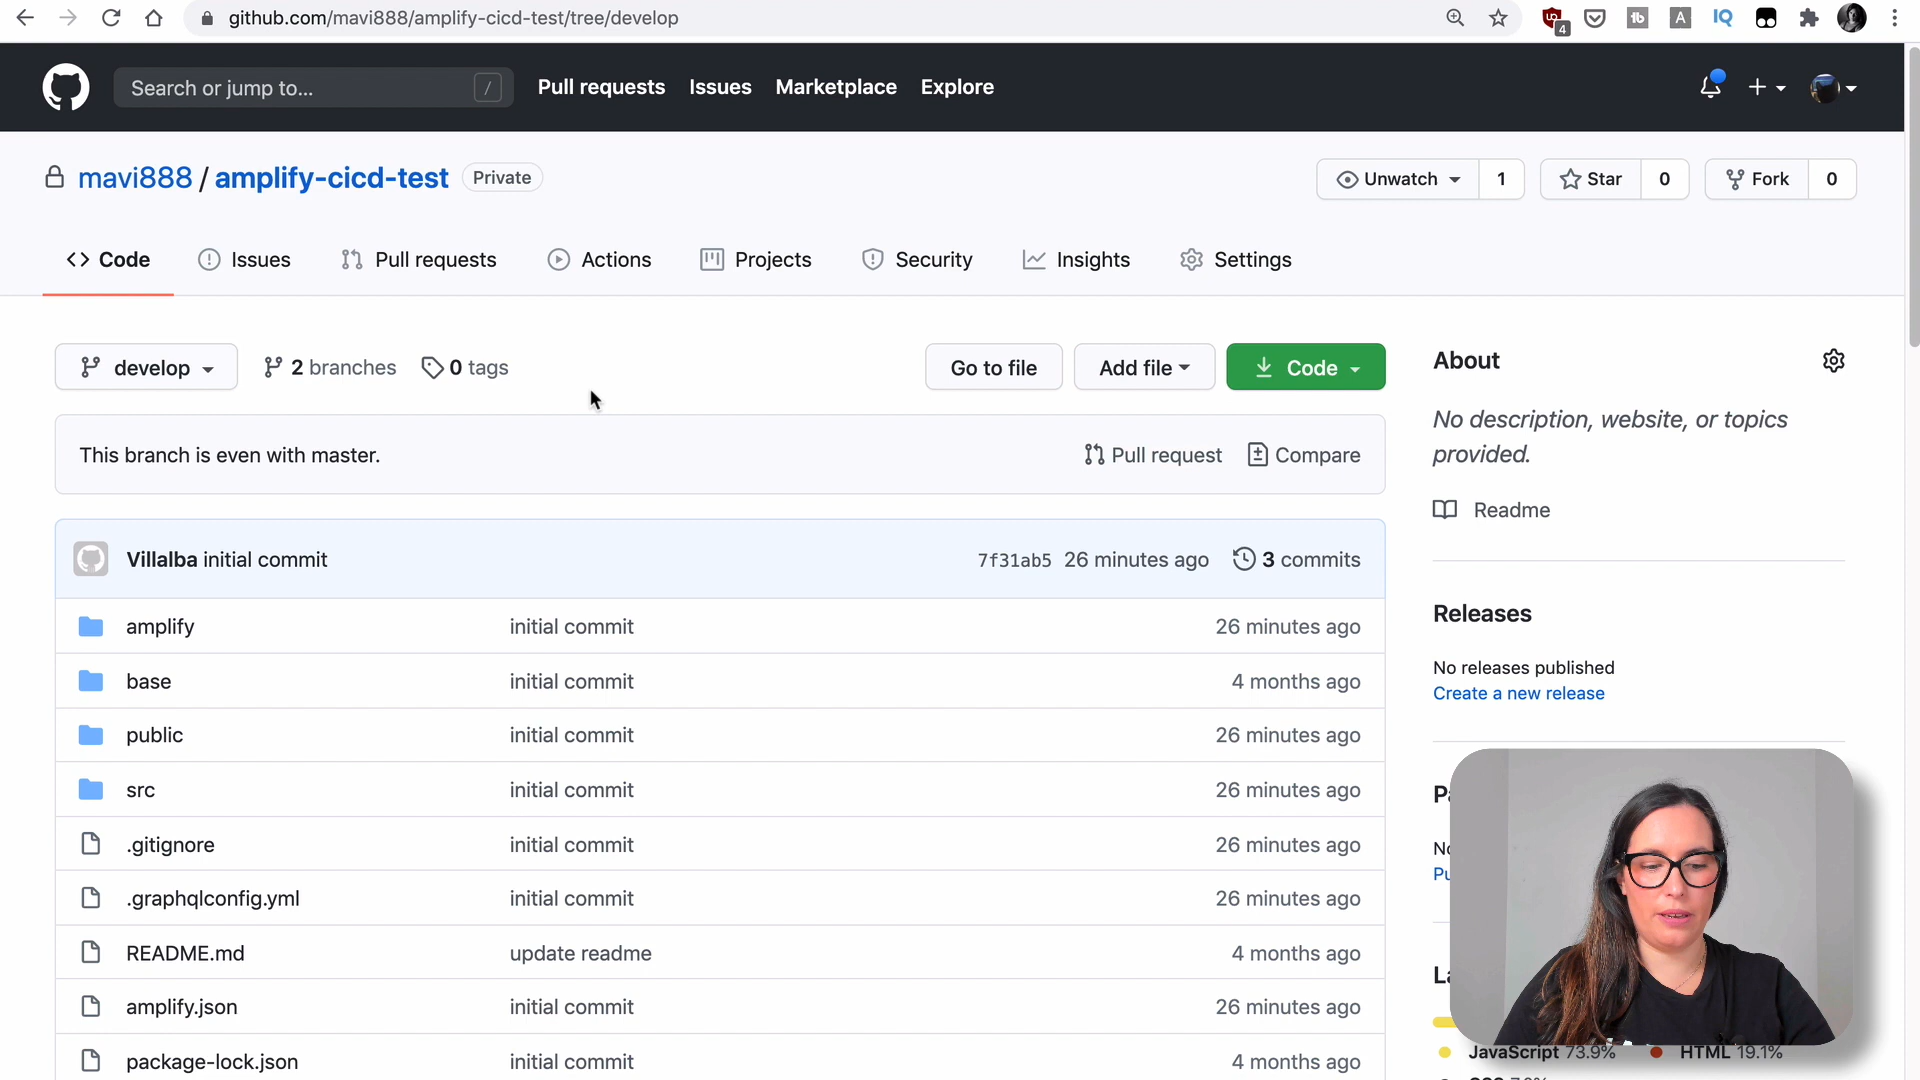 github.com/mavi888/amplify-cicd-test/tree/develop
4
A
IQ
Search or jump to...
/
Pull requests
Issues
Marketplace
Explore
mavi888 / amplify-cicd-test
Private
Unwatch
1
Star
0
Fork
0
Code
Issues
Pull requests
Actions
Projects
Security
Insights
Settings
develop
2 branches
0 tags
Go to file
Add file
Code
This branch is even with master.
Pull request
Compare
Villalba initial commit
7f31ab5 26 minutes ago
3 commits
amplify
initial commit
26 minutes ago
base
initial commit
4 months ago
public
initial commit
26 minutes ago
src
initial commit
26 minutes ago
.gitignore
initial commit
26 minutes ago
.graphqlconfig.yml
initial commit
26 minutes ago
README.md
update readme
4 months ago
amplify.json
initial commit
26 minutes ago
package-lock.json
initial commit
4 months ago
About
No description, website, or topics
provided.
Readme
Releases
No releases published
Create a new release
JavaScript 73.9%
HTML 19.1%